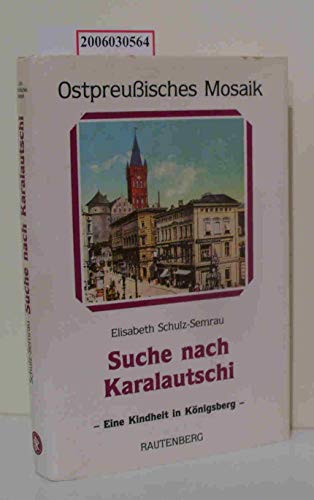 2006030564
Ostpreußisches Mosaik
Elisabeth Schulz-Semrau
Suche nach
Karalautschi
– Eine Kindheit in Königsberg –
RAUTENBERG
Schulz-Semrau Suche nach Karalautschi